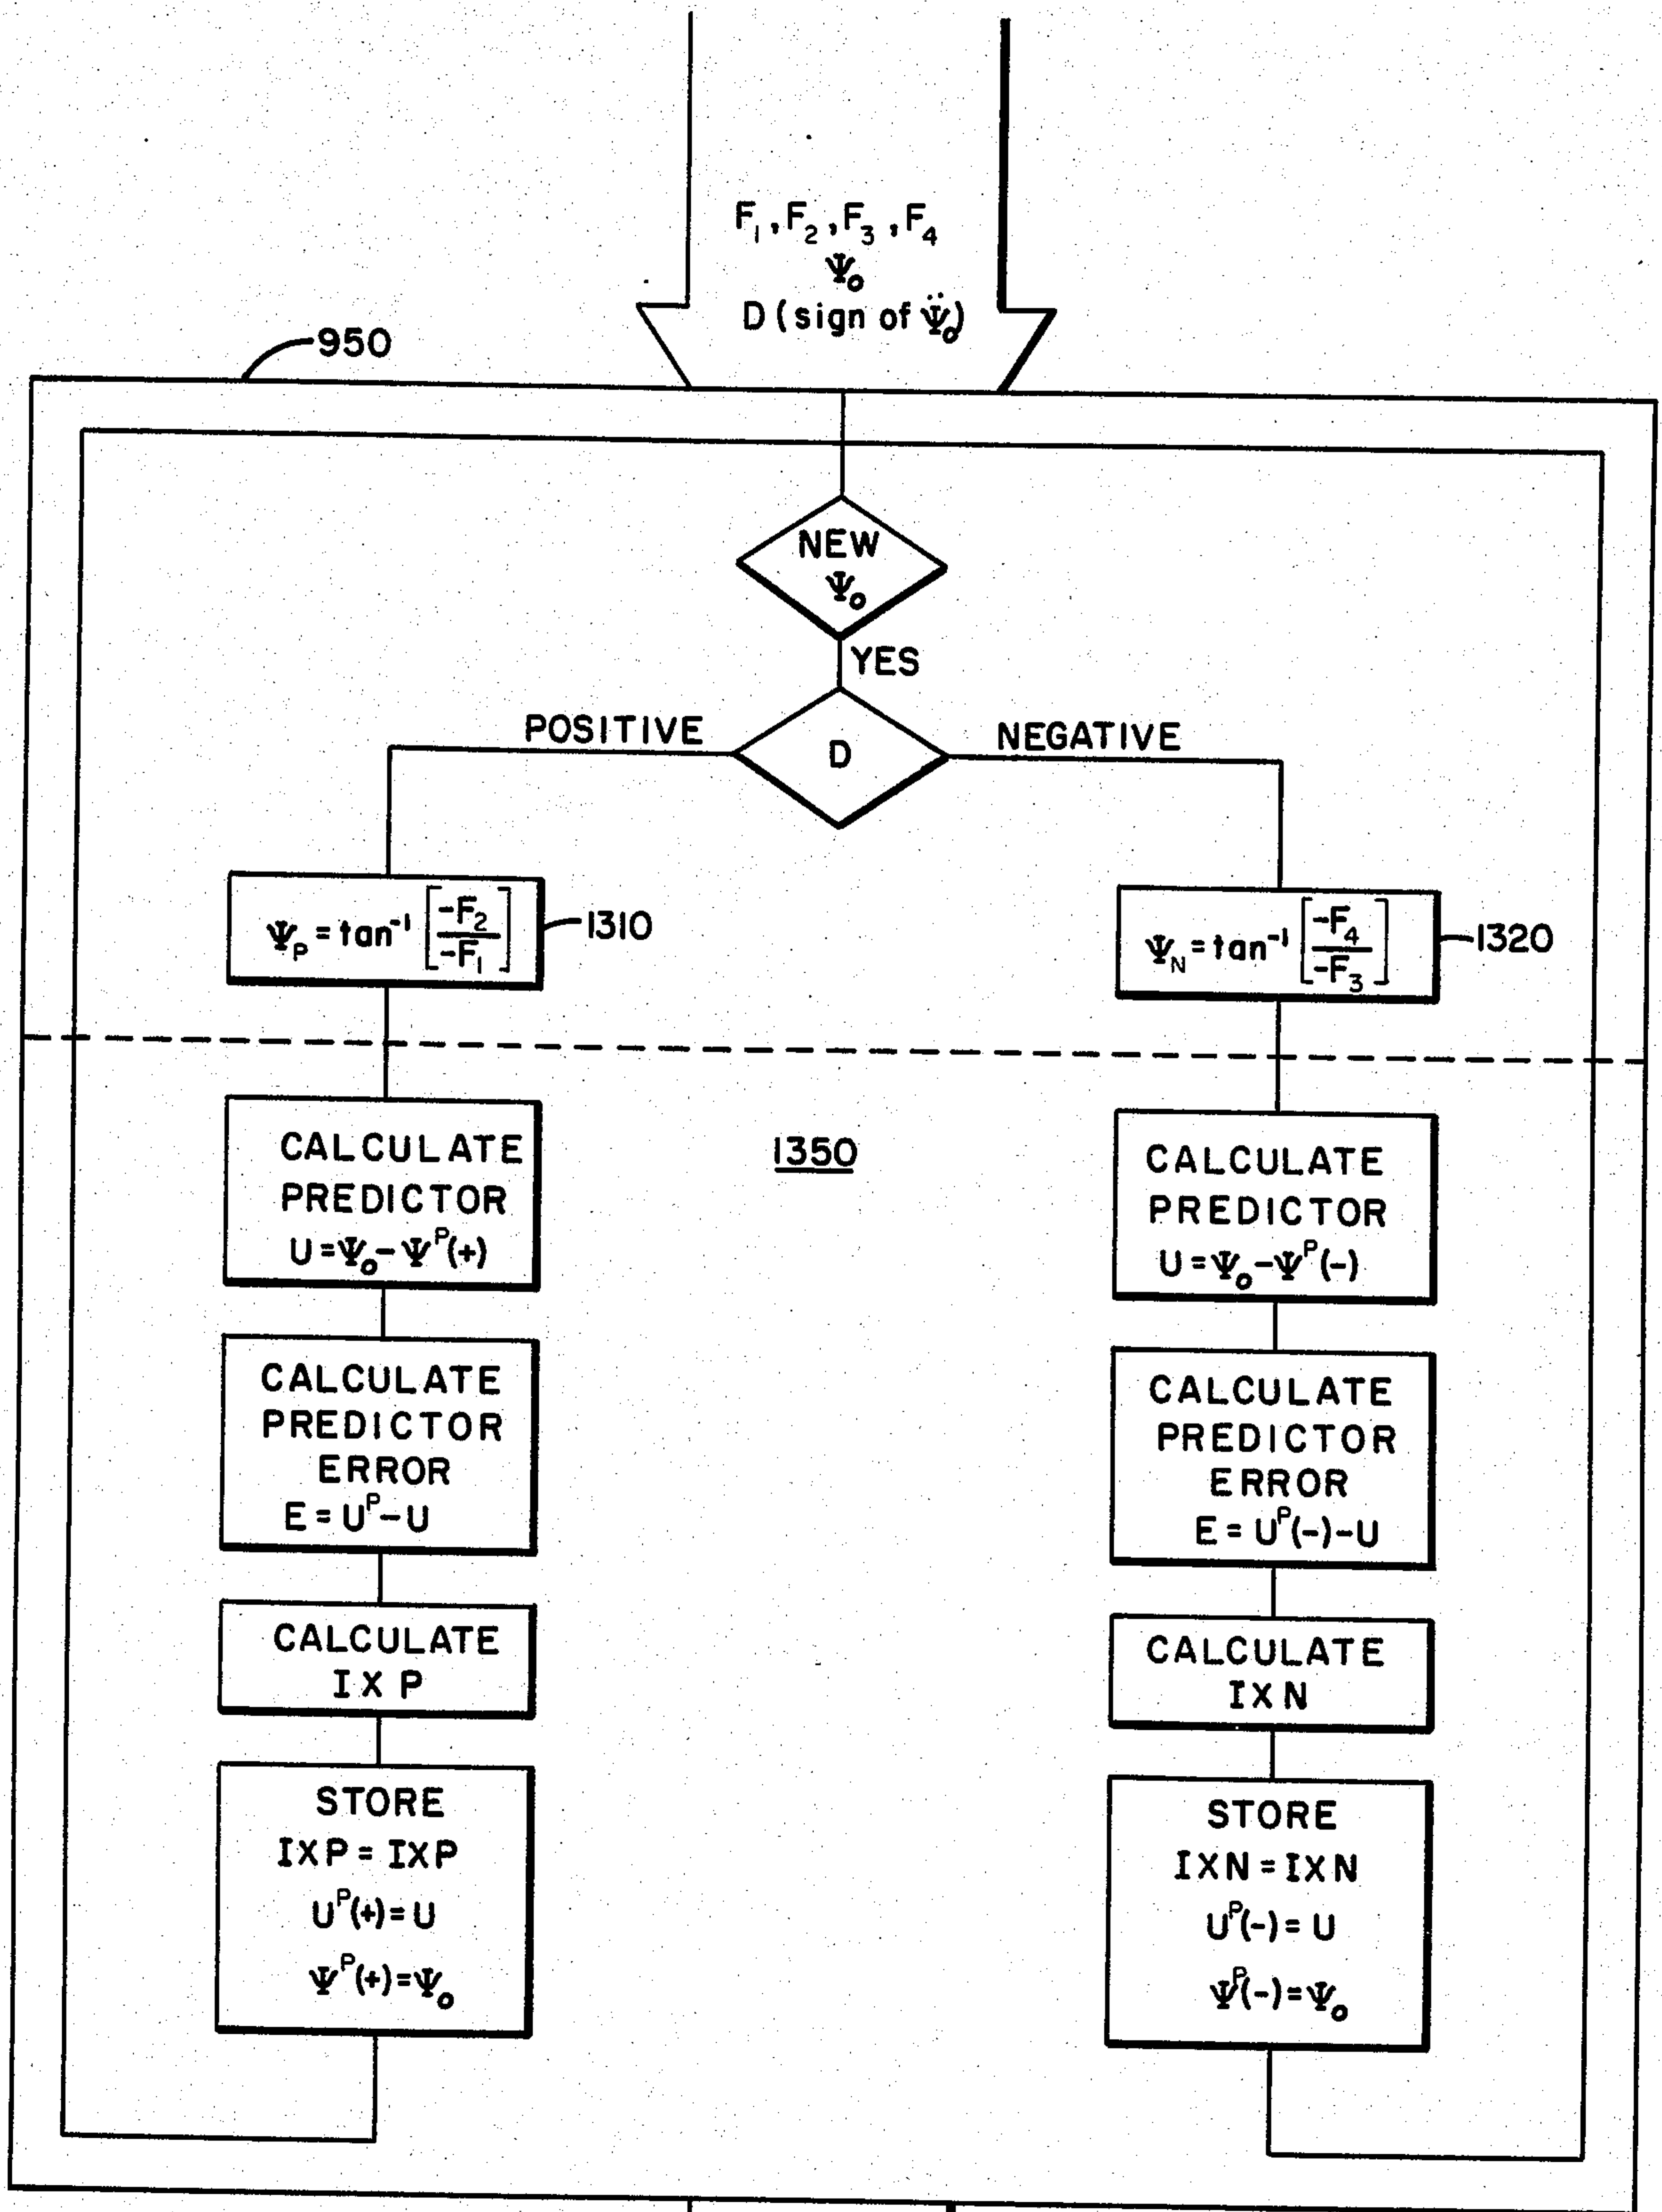 F₁, F₂, F₃, F₄
Ψₒ
D (sign of Ψ̈ₒ)
950
NEW
Ψₒ
YES
POSITIVE
D
NEGATIVE
Ψ_P = tan⁻¹ [-F₂ / -F₁]
1310
Ψ_N = tan⁻¹ [-F₄ / -F₃]
1320
CALCULATE
PREDICTOR
U = Ψₒ - Ψᴾ(+)
1350
CALCULATE
PREDICTOR
U = Ψₒ - Ψᴾ(-)
CALCULATE
PREDICTOR
ERROR
E = Uᴾ - U
CALCULATE
PREDICTOR
ERROR
E = Uᴾ(-) - U
CALCULATE
IXP
CALCULATE
IXN
STORE
IXP = IXP
Uᴾ(+) = U
Ψᴾ(+) = Ψₒ
STORE
IXN = IXN
Uᴾ(-) = U
Ψᴾ(-) = Ψₒ